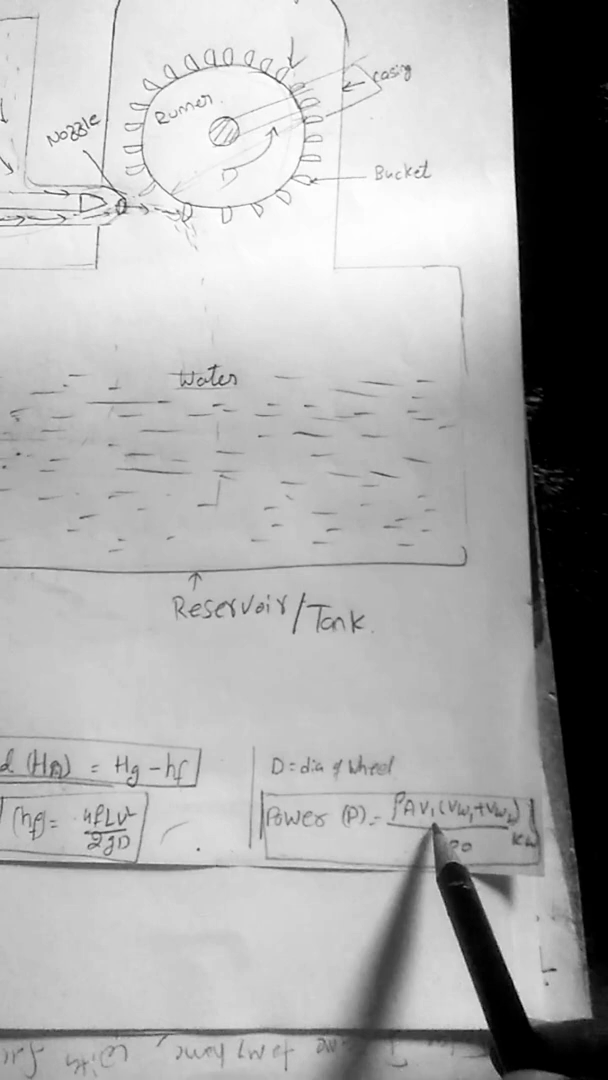 casing
Runner
Nozzle
Bucket
Water
Reservoir/Tank.
d (HA) = Hg - hf
D = dia of wheel
(hf) = 4fLV²/2gD
Power (P) = ρAV₁(Vw₁+Vw₂)
Kw